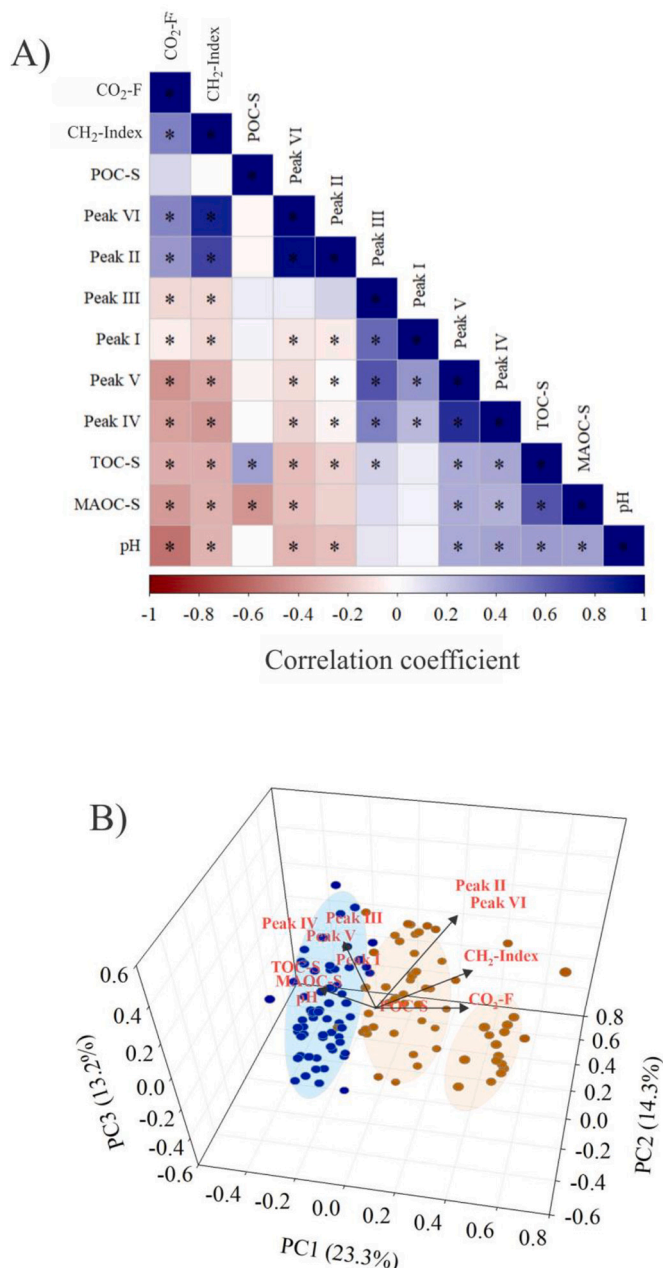 A)
CO₂-F
CH₂-Index
POC-S
Peak VI
Peak II
Peak III
Peak I
Peak V
Peak IV
TOC-S
MAOC-S
pH
CO₂-F
CH₂-Index
POC-S
Peak VI
Peak II
Peak III
Peak I
Peak V
Peak IV
TOC-S
MAOC-S
pH
-1 -0.8 -0.6 -0.4 -0.2 0 0.2 0.4 0.6 0.8 1
Correlation coefficient
B)
Peak II
Peak VI
Peak IV Peak III
Peak V
CH₂-Index
TOC-S Peak I
MAOC-S
pH POC-S CO₂-F
0.6
0.4
0.2
0.0
-0.2
-0.4
-0.6
PC3 (13.2%)
0.8
0.6
0.4
0.2
0.0
-0.2
-0.4
-0.6
PC2 (14.3%)
-0.4 -0.2 0.0 0.2 0.4 0.6 0.8
PC1 (23.3%)